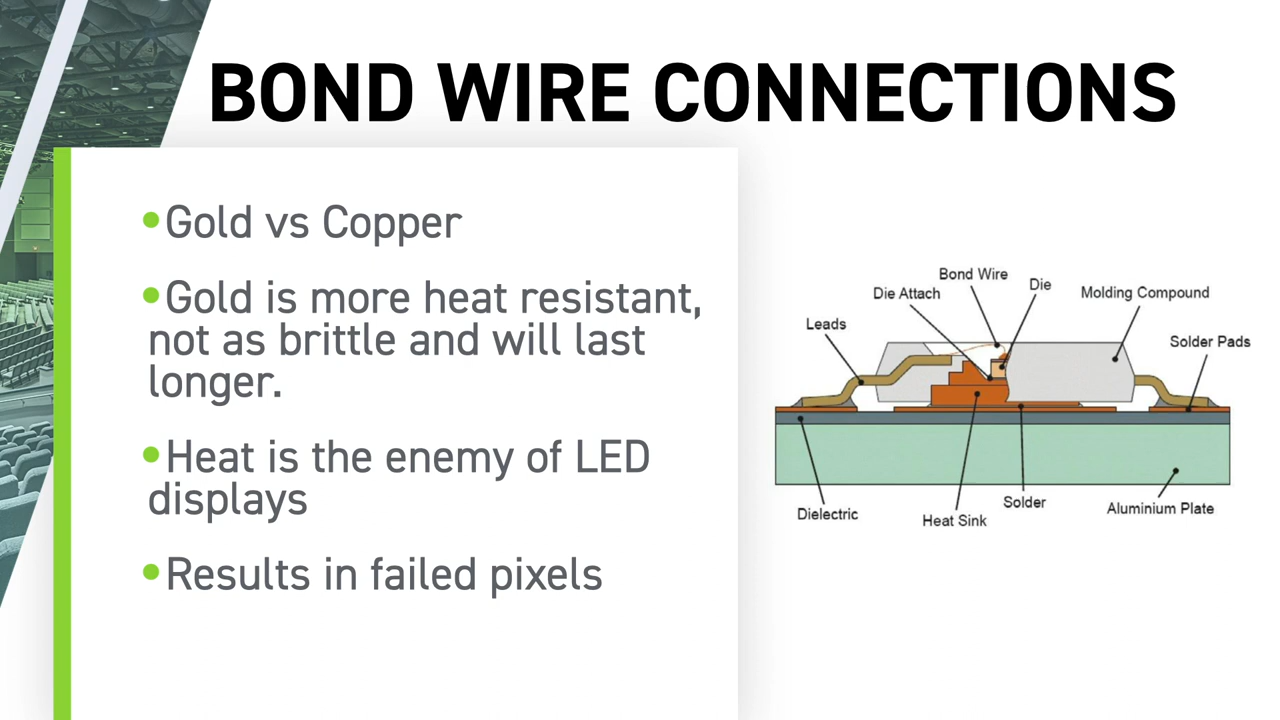 BOND WIRE CONNECTIONS
•Gold vs Copper
•Gold is more heat resistant,
not as brittle and will last
longer.
•Heat is the enemy of LED
displays
•Results in failed pixels
Bond Wire
Die
Die Attach
Molding Compound
Leads
Solder Pads
Dielectric
Heat Sink
Solder
Aluminium Plate